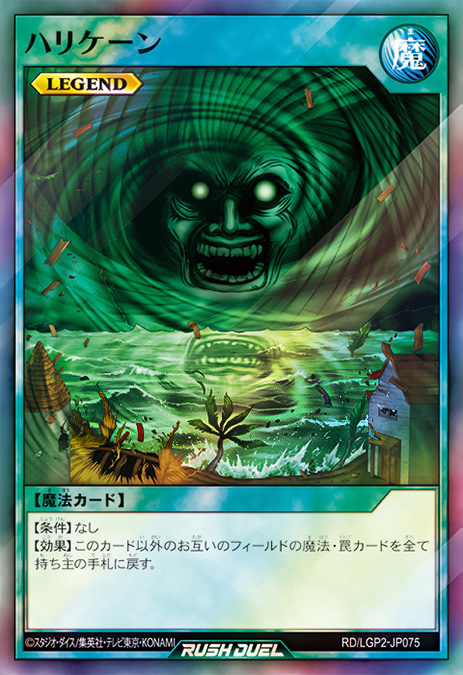 ハリケーン
魔
LEGEND
【魔法カード】
【条件】なし
【効果】このカード以外のお互いのフィールドの魔法・罠カードを全て
持ち主の手札に戻す。
©スタジオ・ダイス/集英社・テレビ東京・KONAMI
RUSH DUEL
RD/LGP2-JP075